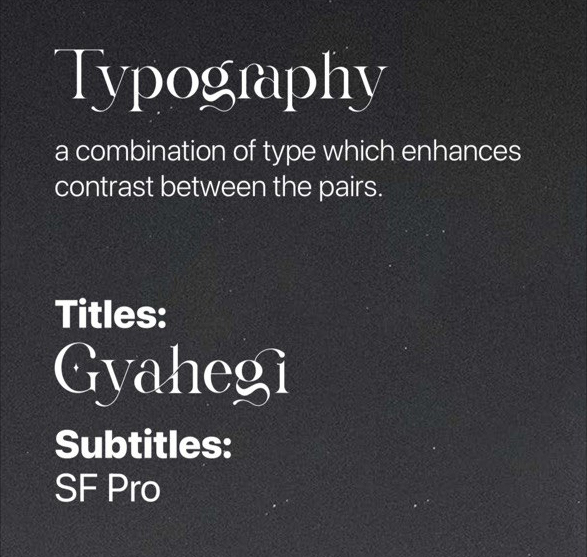 Typography
a combination of type which enhances
contrast between the pairs.
Titles:
Gyahegi
Subtitles:
SF Pro